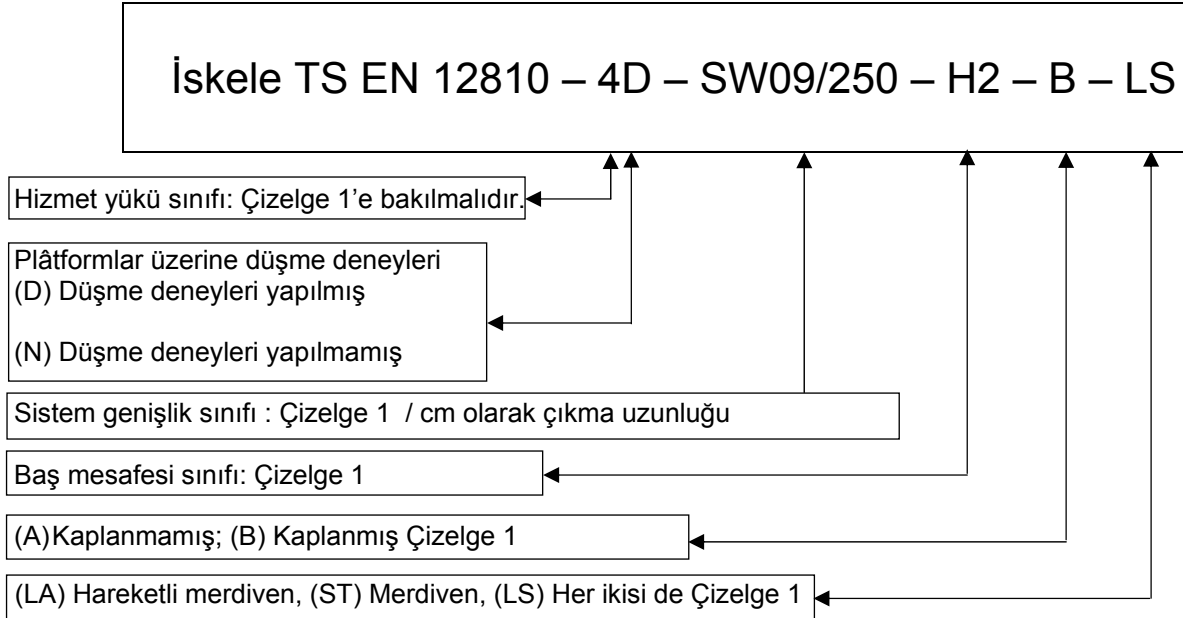 İskele TS EN 12810 – 4D – SW09/250 – H2 – B – LS
Hizmet yükü sınıfı: Çizelge 1’e bakılmalıdır.
Plâtformlar üzerine düşme deneyleri
(D) Düşme deneyleri yapılmış
(N) Düşme deneyleri yapılmamış
Sistem genişlik sınıfı : Çizelge 1 / cm olarak çıkma uzunluğu
Baş mesafesi sınıfı: Çizelge 1
(A)Kaplanmamış; (B) Kaplanmış Çizelge 1
(LA) Hareketli merdiven, (ST) Merdiven, (LS) Her ikisi de Çizelge 1